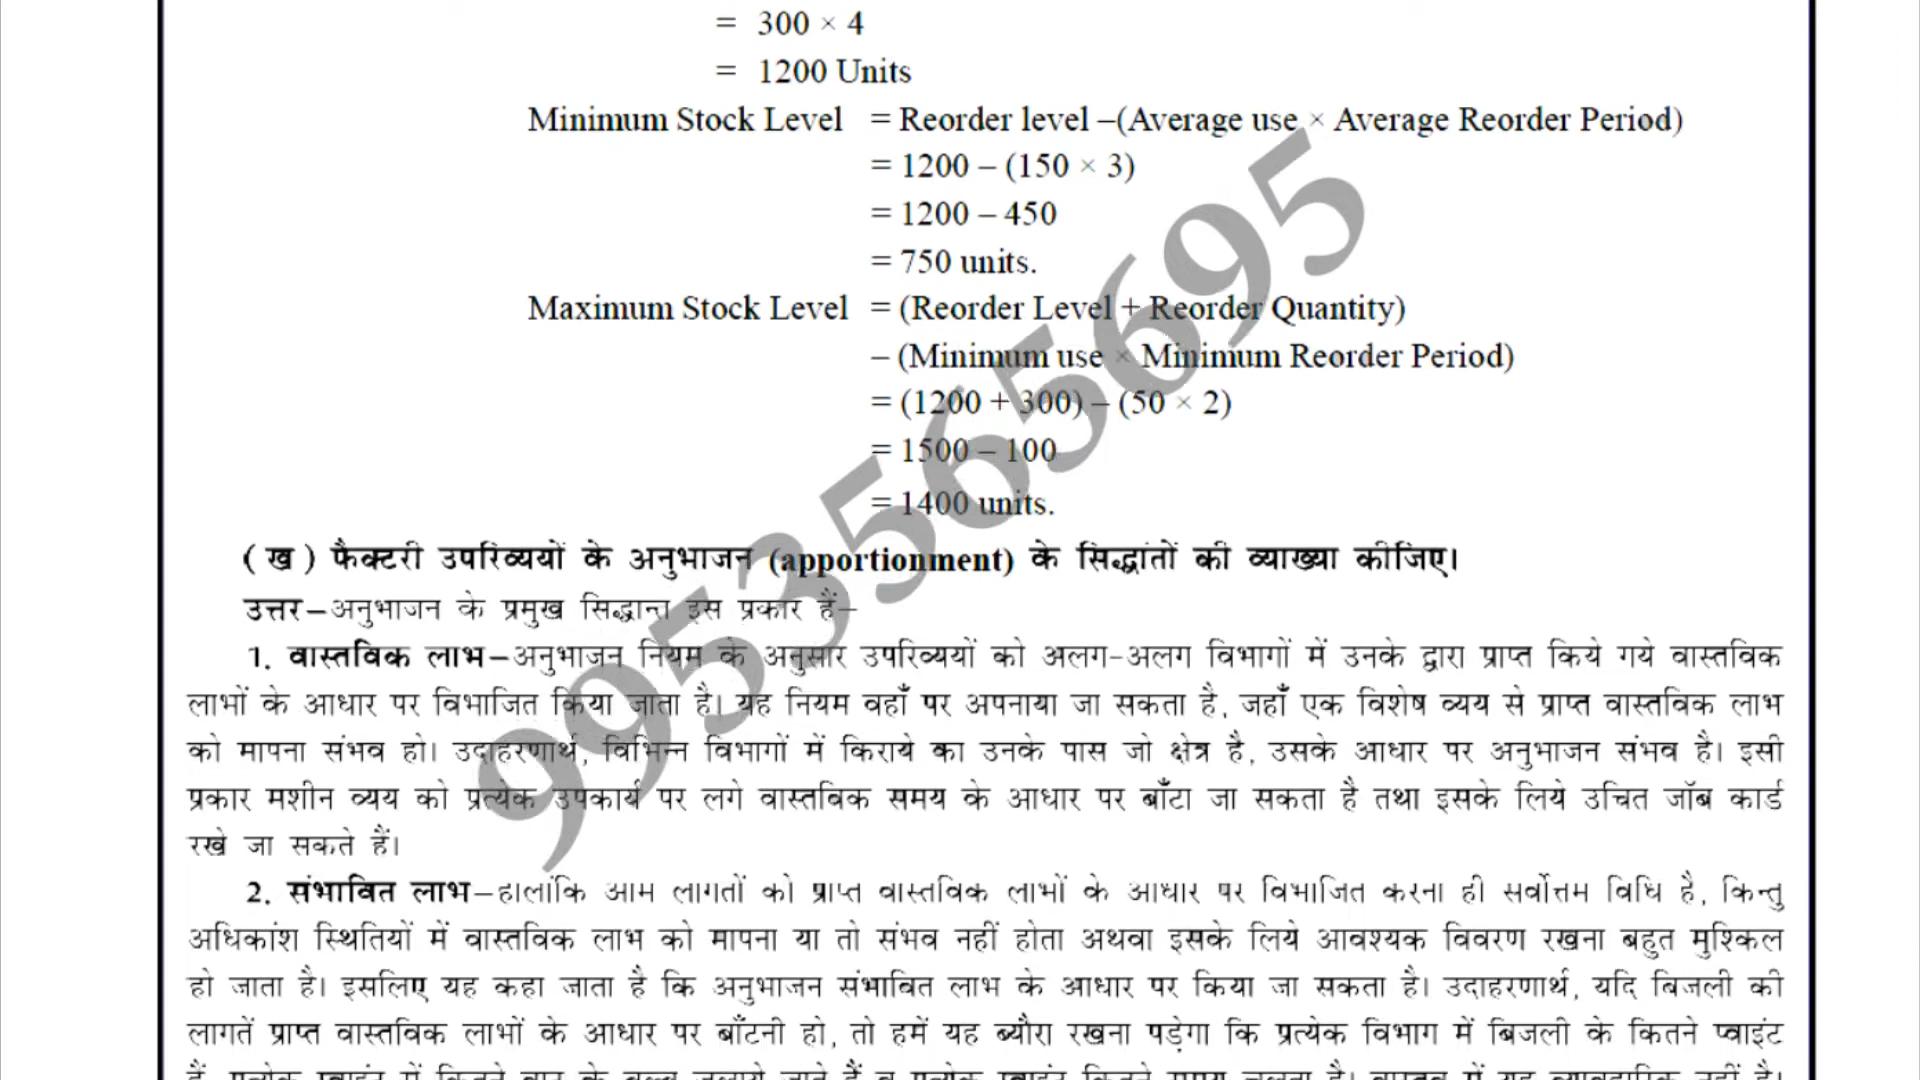 = 300 × 4
= 1200 Units
Minimum Stock Level = Reorder level –(Average use × Average Reorder Period)
= 1200 – (150 × 3)
= 1200 – 450
= 750 units.
Maximum Stock Level = (Reorder Level + Reorder Quantity)
– (Minimum use × Minimum Reorder Period)
= (1200 + 300) – (50 × 2)
= 1500 – 100
= 1400 units.
9953565695
(ख) फैक्टरी उपरिव्ययों के अनुभाजन (apportionment) के सिद्धांतों की व्याख्या कीजिए।
उत्तर–अनुभाजन के प्रमुख सिद्धान्त इस प्रकार हैं–
1. वास्तविक लाभ–अनुभाजन नियम के अनुसार उपरिव्ययों को अलग-अलग विभागों में उनके द्वारा प्राप्त किये गये वास्तविक
लाभों के आधार पर विभाजित किया जाता है। यह नियम वहाँ पर अपनाया जा सकता है, जहाँ एक विशेष व्यय से प्राप्त वास्तविक लाभ
को मापना संभव हो। उदाहरणार्थ, विभिन्न विभागों में किराये का उनके पास जो क्षेत्र है, उसके आधार पर अनुभाजन संभव है। इसी
प्रकार मशीन व्यय को प्रत्येक उपकार्य पर लगे वास्तविक समय के आधार पर बाँटा जा सकता है तथा इसके लिये उचित जॉब कार्ड
रखे जा सकते हैं।
2. संभावित लाभ–हालांकि आम लागतों को प्राप्त वास्तविक लाभों के आधार पर विभाजित करना ही सर्वोत्तम विधि है, किन्तु
अधिकांश स्थितियों में वास्तविक लाभ को मापना या तो संभव नहीं होता अथवा इसके लिये आवश्यक विवरण रखना बहुत मुश्किल
हो जाता है। इसलिए यह कहा जाता है कि अनुभाजन संभावित लाभ के आधार पर किया जा सकता है। उदाहरणार्थ, यदि बिजली की
लागतें प्राप्त वास्तविक लाभों के आधार पर बाँटनी हो, तो हमें यह ब्यौरा रखना पड़ेगा कि प्रत्येक विभाग में बिजली के कितने प्वाइंट